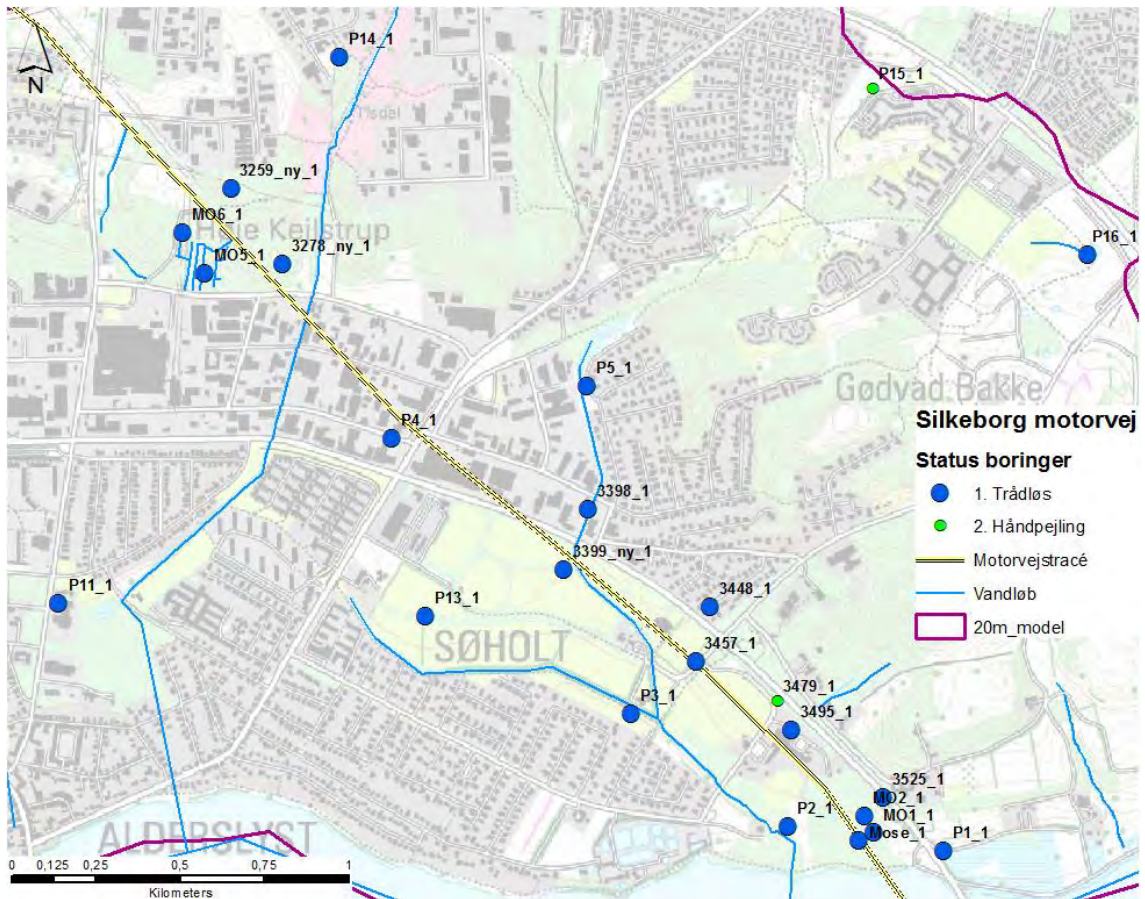 P14_1
P15_1
N
Tisdel
3259_ny_1
MO6_1
Høje Kejlstrup
P16_1
3278_ny_1
MO5_1
P5_1
Gødvad Bakke
Silkeborg motorvej
P4_1
Status boringer
1. Trådløs
3398_1
2. Håndpejling
3399_ny_1
Motorvejstracé
Vandløb
P11_1
3448_1
P13_1
20m_model
SØHOLT
3457_1
3479_1
P3_1
3495_1
3525_1
MO2_1
MO1_1
P2_1
Mose_1
P1_1
ALDERSLYST
0 0,125 0,25 0,5 0,75 1
Kilometers